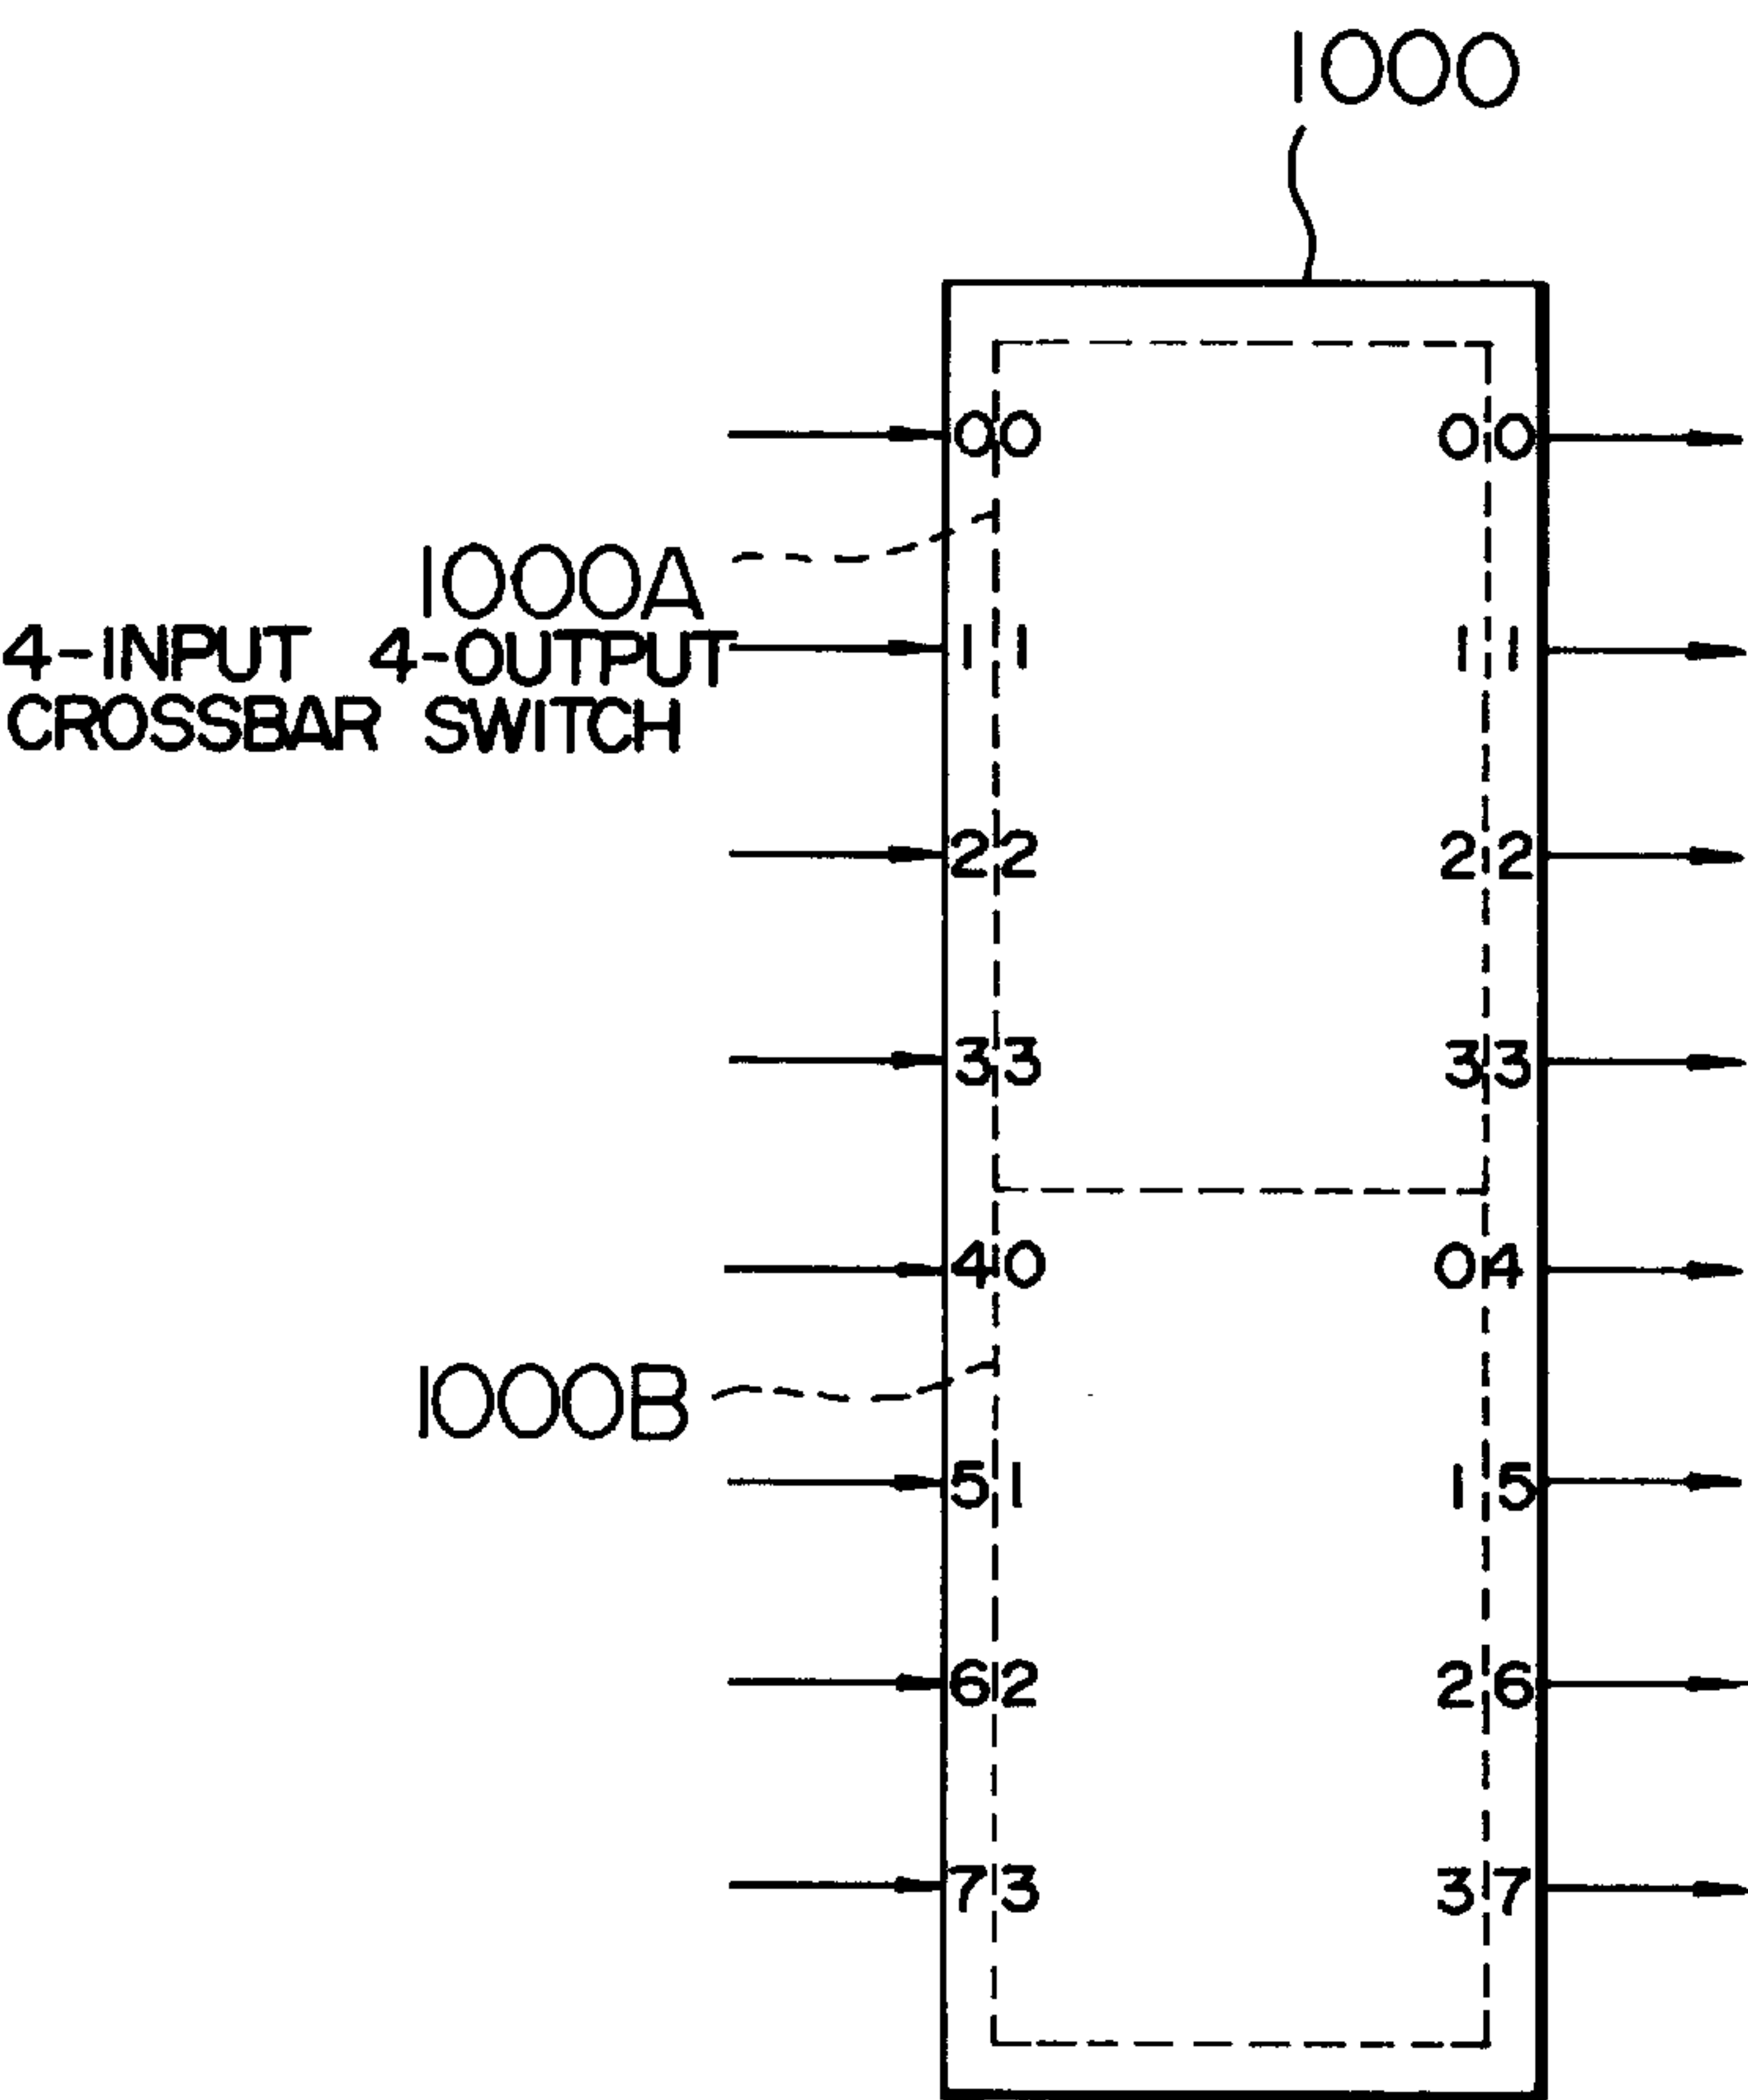 1000
00 00
1000A
4-INPUT 4-OUTPUT
CROSSBAR SWITCH
11 11
22 22
33 33
40 04
1000B
51 15
62 26
73 37